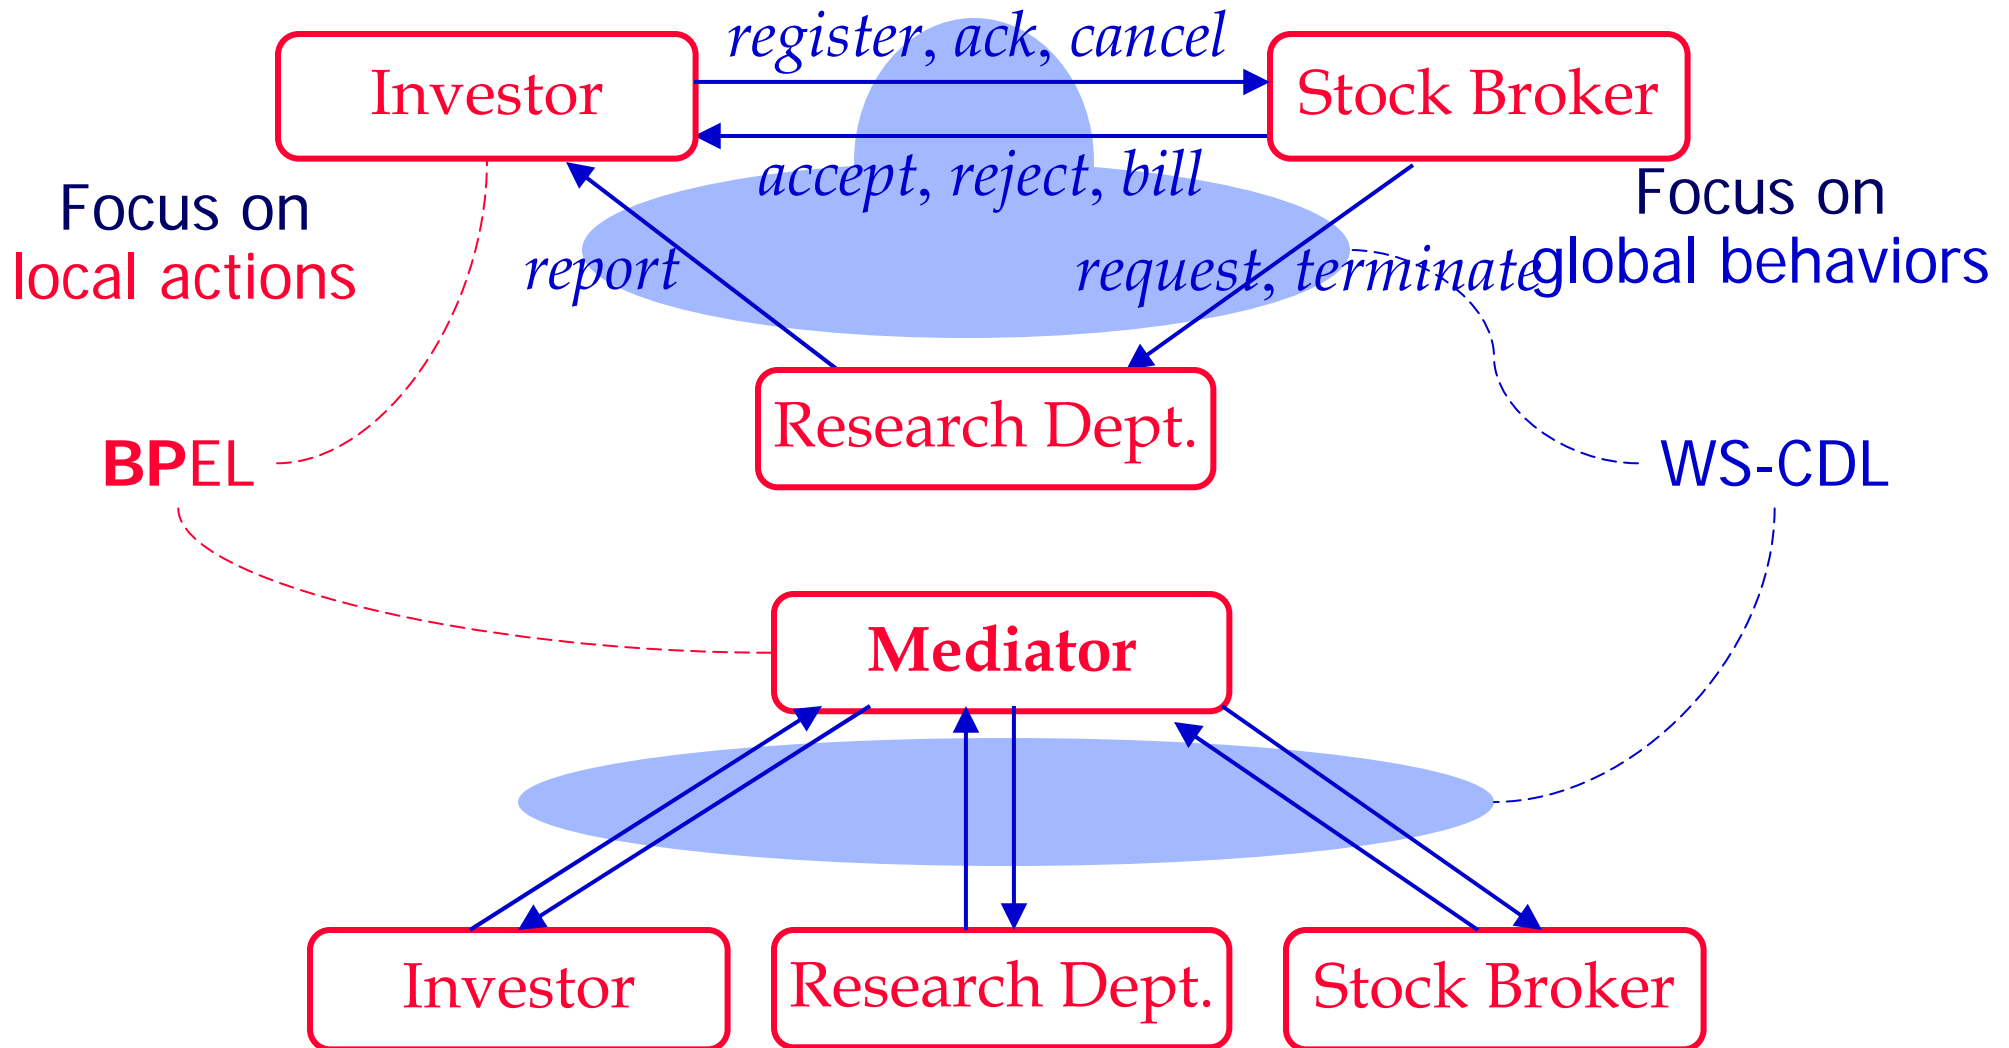 register, ack, cancel
Investor
Stock Broker
accept, reject, bill
Focus on
local actions
Focus on
global behaviors
report
request, terminate
Research Dept.
BPEL
WS-CDL
Mediator
Investor
Research Dept.
Stock Broker